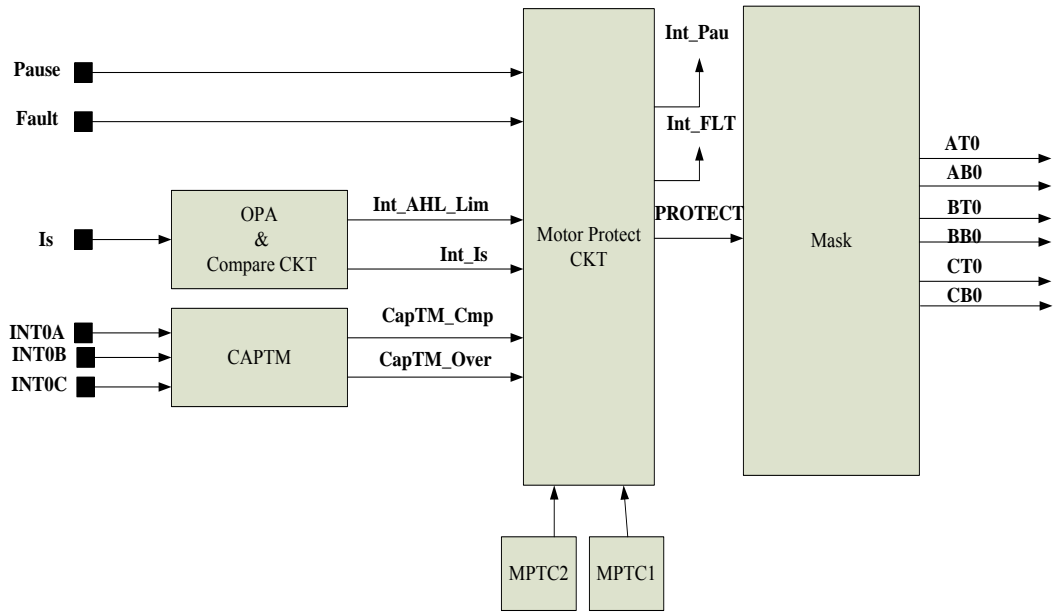 Pause
Fault
Is
INT0A
INT0B
INT0C
OPA
&
Compare CKT
CAPTM
Int_AHL_Lim
Int_Is
CapTM_Cmp
CapTM_Over
Motor Protect
CKT
MPTC2
MPTC1
Int_Pau
Int_FLT
PROTECT
Mask
AT0
AB0
BT0
BB0
CT0
CB0